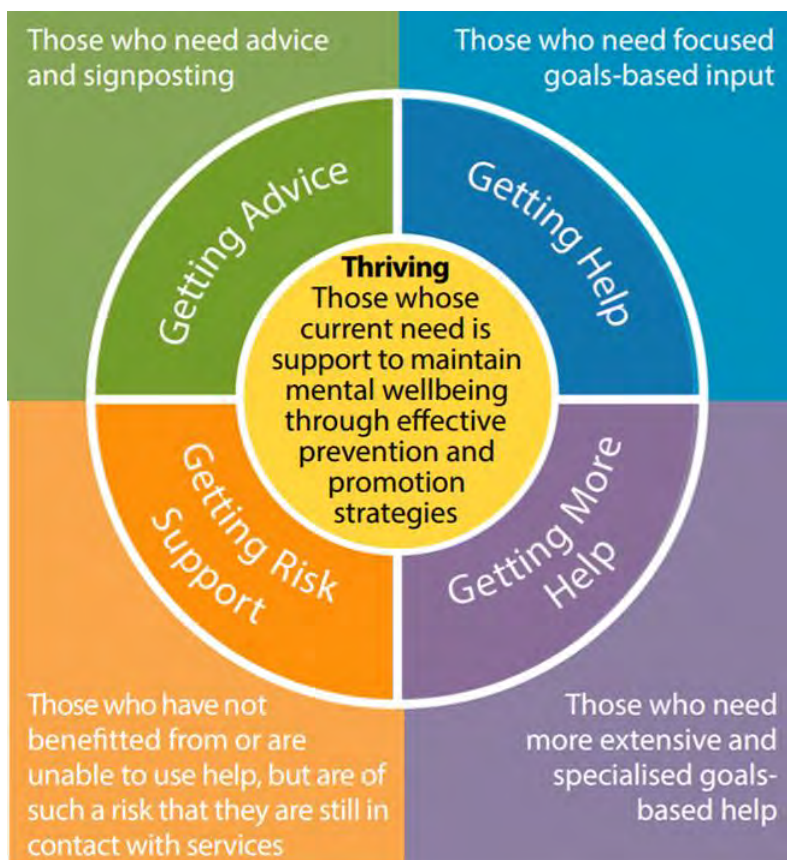 Those who need advice
and signposting
Those who need focused
goals-based input
Getting Advice
Getting Help
Thriving
Those whose
current need is
support to maintain
mental wellbeing
through effective
prevention and
promotion
strategies
Getting Risk
Support
Getting More
Help
Those who have not
benefitted from or are
unable to use help, but are of
such a risk that they are still in
contact with services
Those who need
more extensive and
specialised goals-
based help